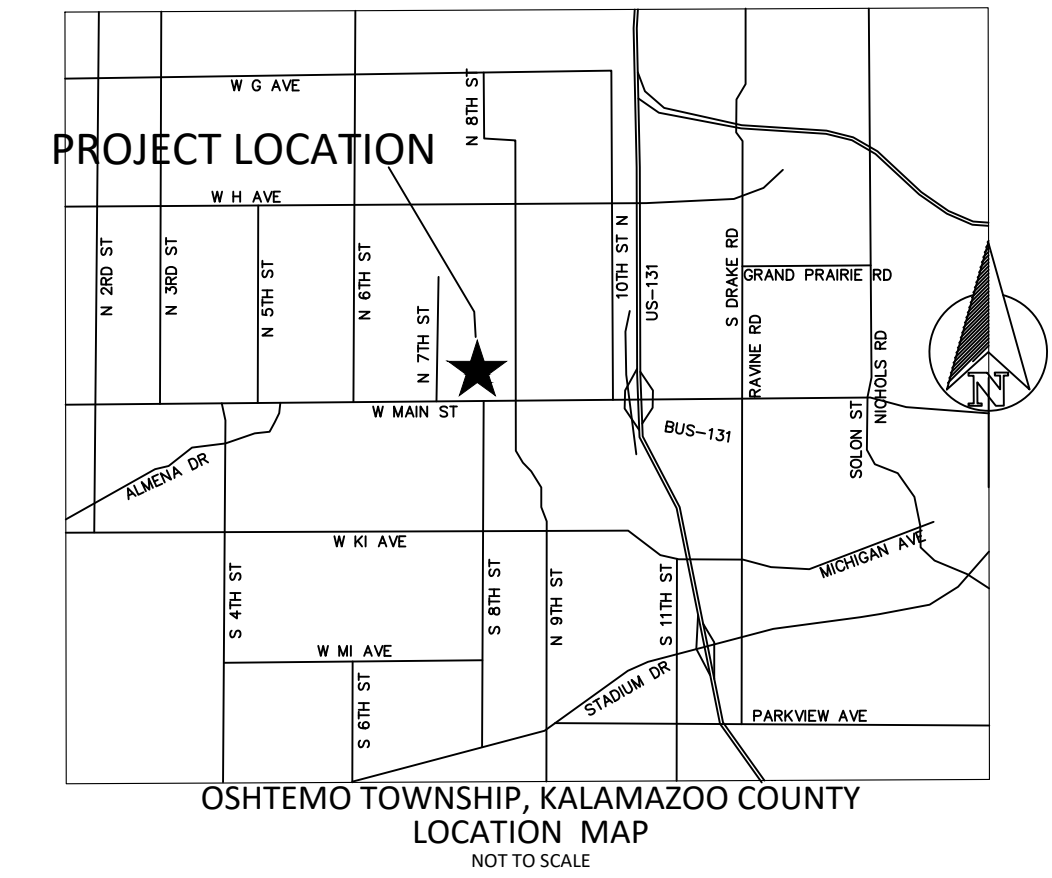 W G AVE
N 8TH ST
PROJECT LOCATION
W H AVE
N 2RD ST
N 3RD ST
N 5TH ST
N 6TH ST
N 7TH ST
10TH ST N
US-131
S DRAKE RD
GRAND PRAIRIE RD
RAVINE RD
NICHOLS RD
N
W MAIN ST
BUS-131
SOLON ST
ALMENA DR
W KI AVE
MICHIGAN AVE
S 4TH ST
S 8TH ST
N 9TH ST
S 11TH ST
W MI AVE
S 6TH ST
STADIUM DR
PARKVIEW AVE
OSHTEMO TOWNSHIP, KALAMAZOO COUNTY
LOCATION MAP
NOT TO SCALE